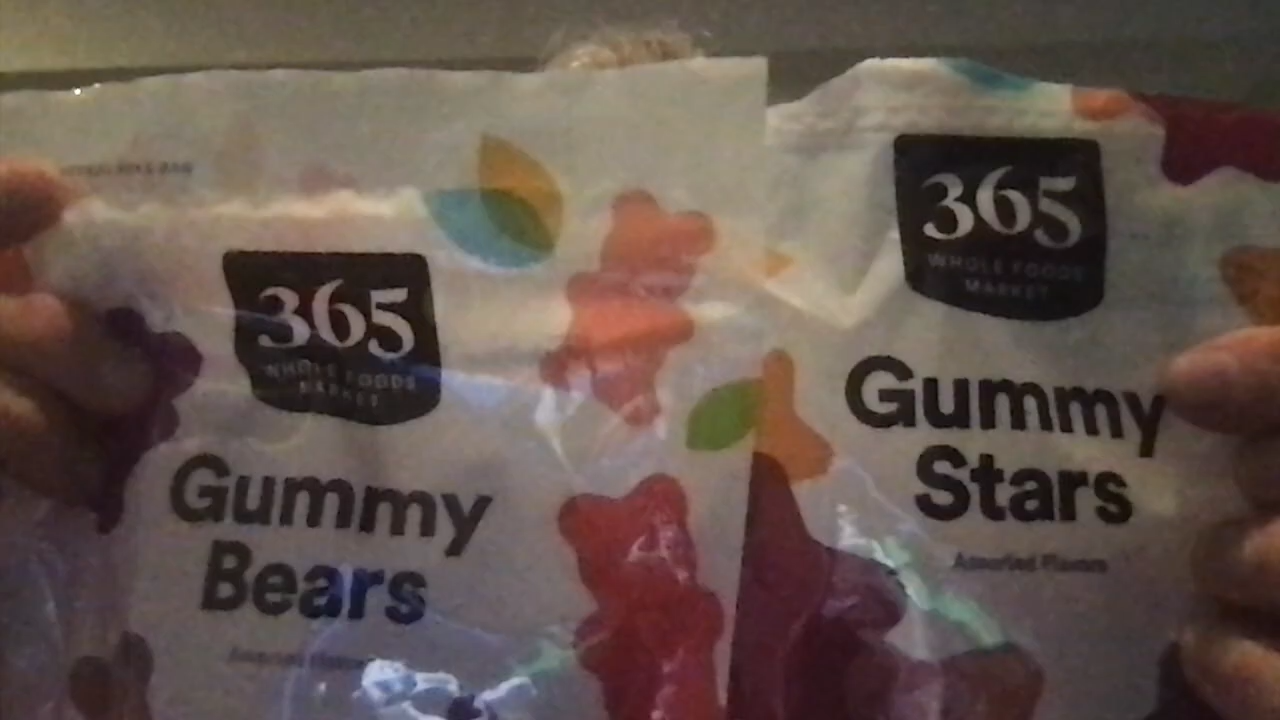 365
WHOLE FOODS
MARKET
Gummy
Bears
365
WHOLE FOODS
MARKET
Gummy
Stars
Assorted Flavors